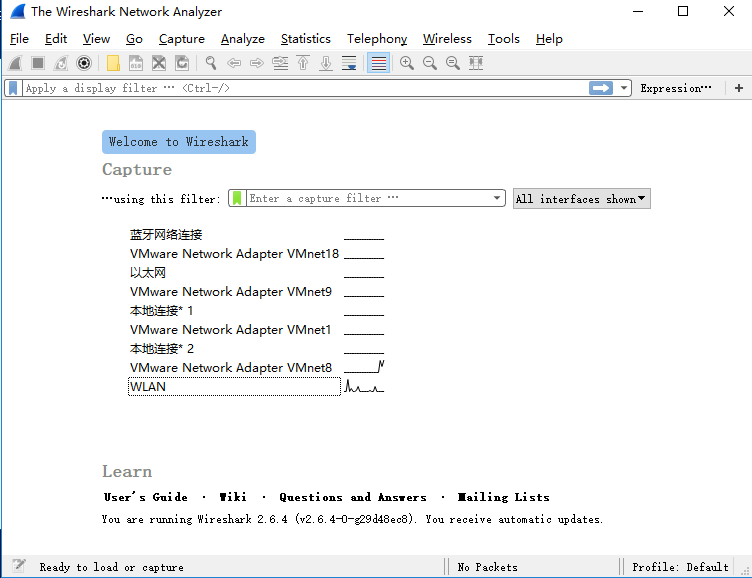 The Wireshark Network Analyzer
File Edit View Go Capture Analyze Statistics Telephony Wireless Tools Help
Apply a display filter … <Ctrl-/> Expression… +
Welcome to Wireshark
Capture
…using this filter: Enter a capture filter … All interfaces shown
蓝牙网络连接
VMware Network Adapter VMnet18
以太网
VMware Network Adapter VMnet9
本地连接* 1
VMware Network Adapter VMnet1
本地连接* 2
VMware Network Adapter VMnet8
WLAN
Learn
User's Guide · Wiki · Questions and Answers · Mailing Lists
You are running Wireshark 2.6.4 (v2.6.4-0-g29d48ec8). You receive automatic updates.
Ready to load or capture No Packets Profile: Default